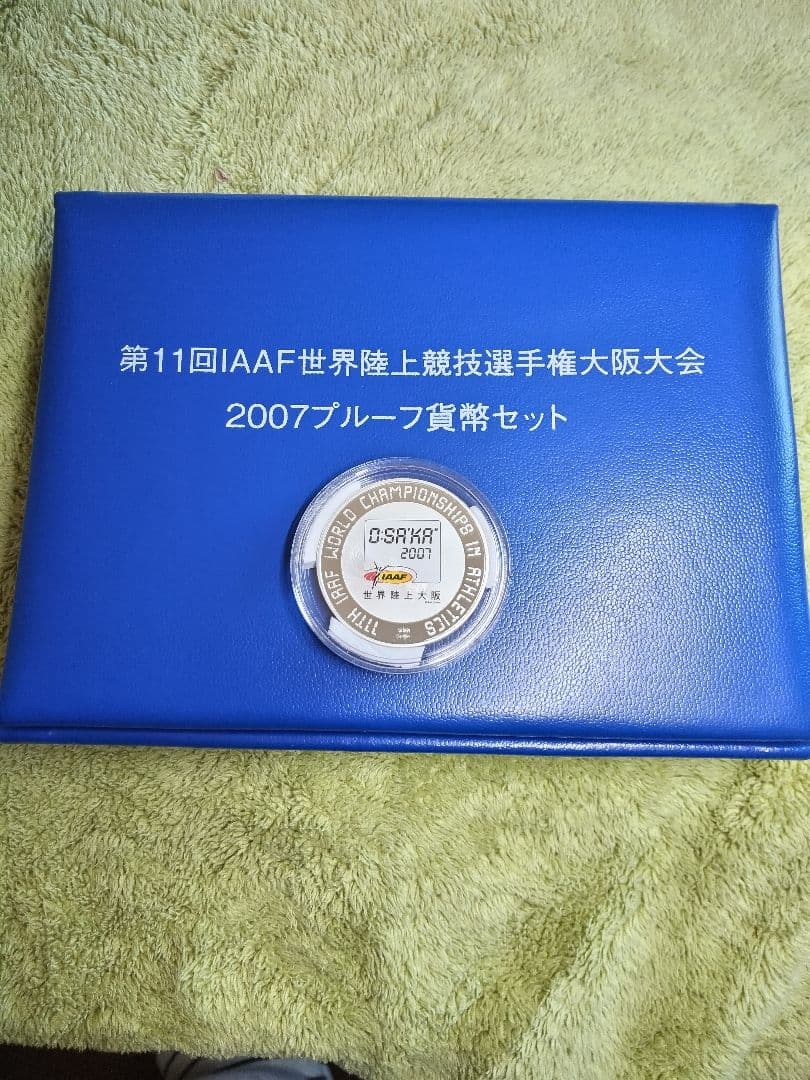 第11回IAAF世界陸上競技選手権大阪大会
2007プルーフ貨幣セット
11TH IAAF WORLD CHAMPIONSHIPS IN ATHLETICS
O:SA'KA"
2007
IAAF
世界陸上大阪